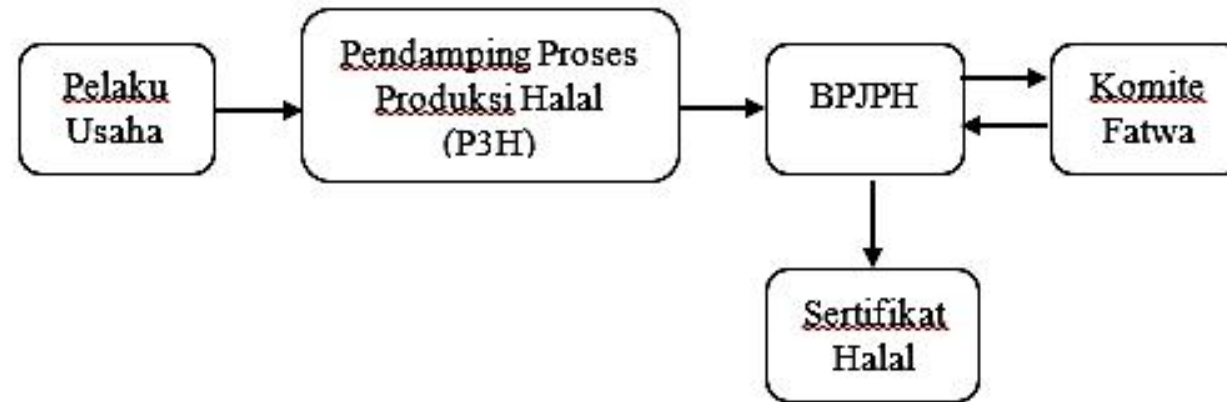 Pelaku
Usaha
Pendamping Proses
Produksi Halal
(P3H)
BPJPH
Komite
Fatwa
Sertifikat
Halal